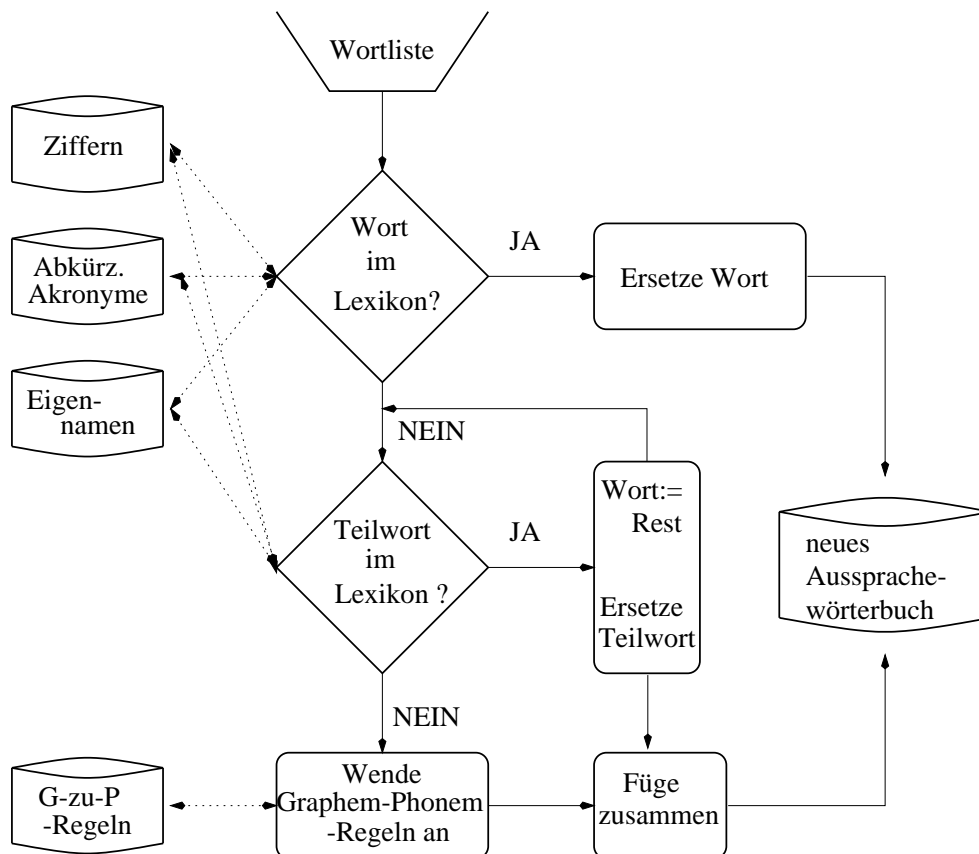 Wortliste
Ziffern
Wort
im
Lexikon?
JA
Ersetze Wort
Abkürz.
Akronyme
Eigen-
namen
NEIN
Teilwort
im
Lexikon ?
JA
Wort:=
Rest
Ersetze
Teilwort
neues
Aussprache-
wörterbuch
NEIN
G-zu-P
-Regeln
Wende
Graphem-Phonem
-Regeln an
Füge
zusammen